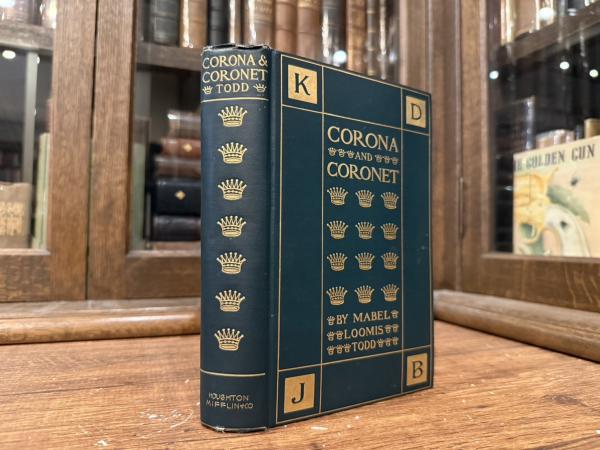 CORONA &
CORONET
TODD
HOUGHTON
MIFFLIN & CO
K
D
CORONA
AND
CORONET
BY MABEL
LOOMIS
TODD
J
B
GOLDEN GUN